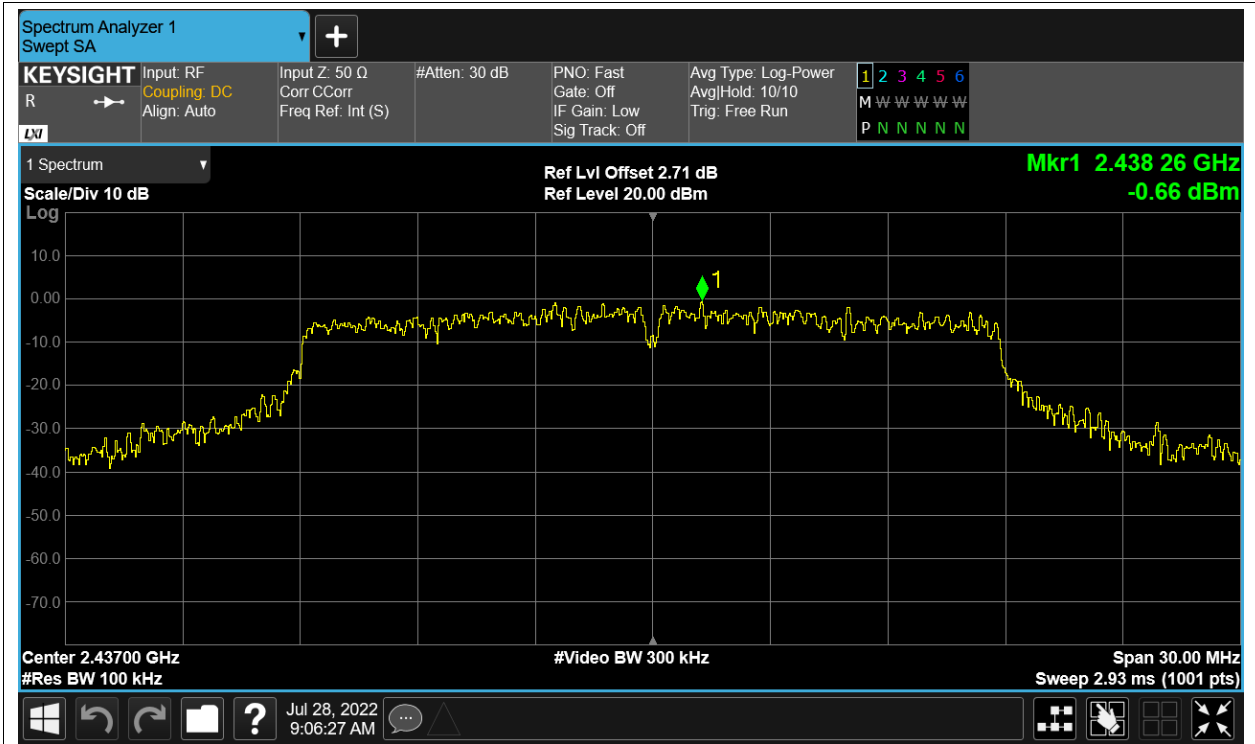 Spectrum Analyzer 1
Swept SA
KEYSIGHT
R
LXI
Input: RF
Coupling: DC
Align: Auto
Input Z: 50 Ω
Corr CCorr
Freq Ref: Int (S)
#Atten: 30 dB
PNO: Fast
Gate: Off
IF Gain: Low
Sig Track: Off
Avg Type: Log-Power
Avg|Hold: 10/10
Trig: Free Run
1 2 3 4 5 6
M W W W W W
P N N N N N
1 Spectrum
Scale/Div 10 dB
Log
Ref Lvl Offset 2.71 dB
Ref Level 20.00 dBm
Mkr1 2.438 26 GHz
-0.66 dBm
1
10.0
0.00
-10.0
-20.0
-30.0
-40.0
-50.0
-60.0
-70.0
Center 2.43700 GHz
#Res BW 100 kHz
#Video BW 300 kHz
Span 30.00 MHz
Sweep 2.93 ms (1001 pts)
?
Jul 28, 2022
9:06:27 AM